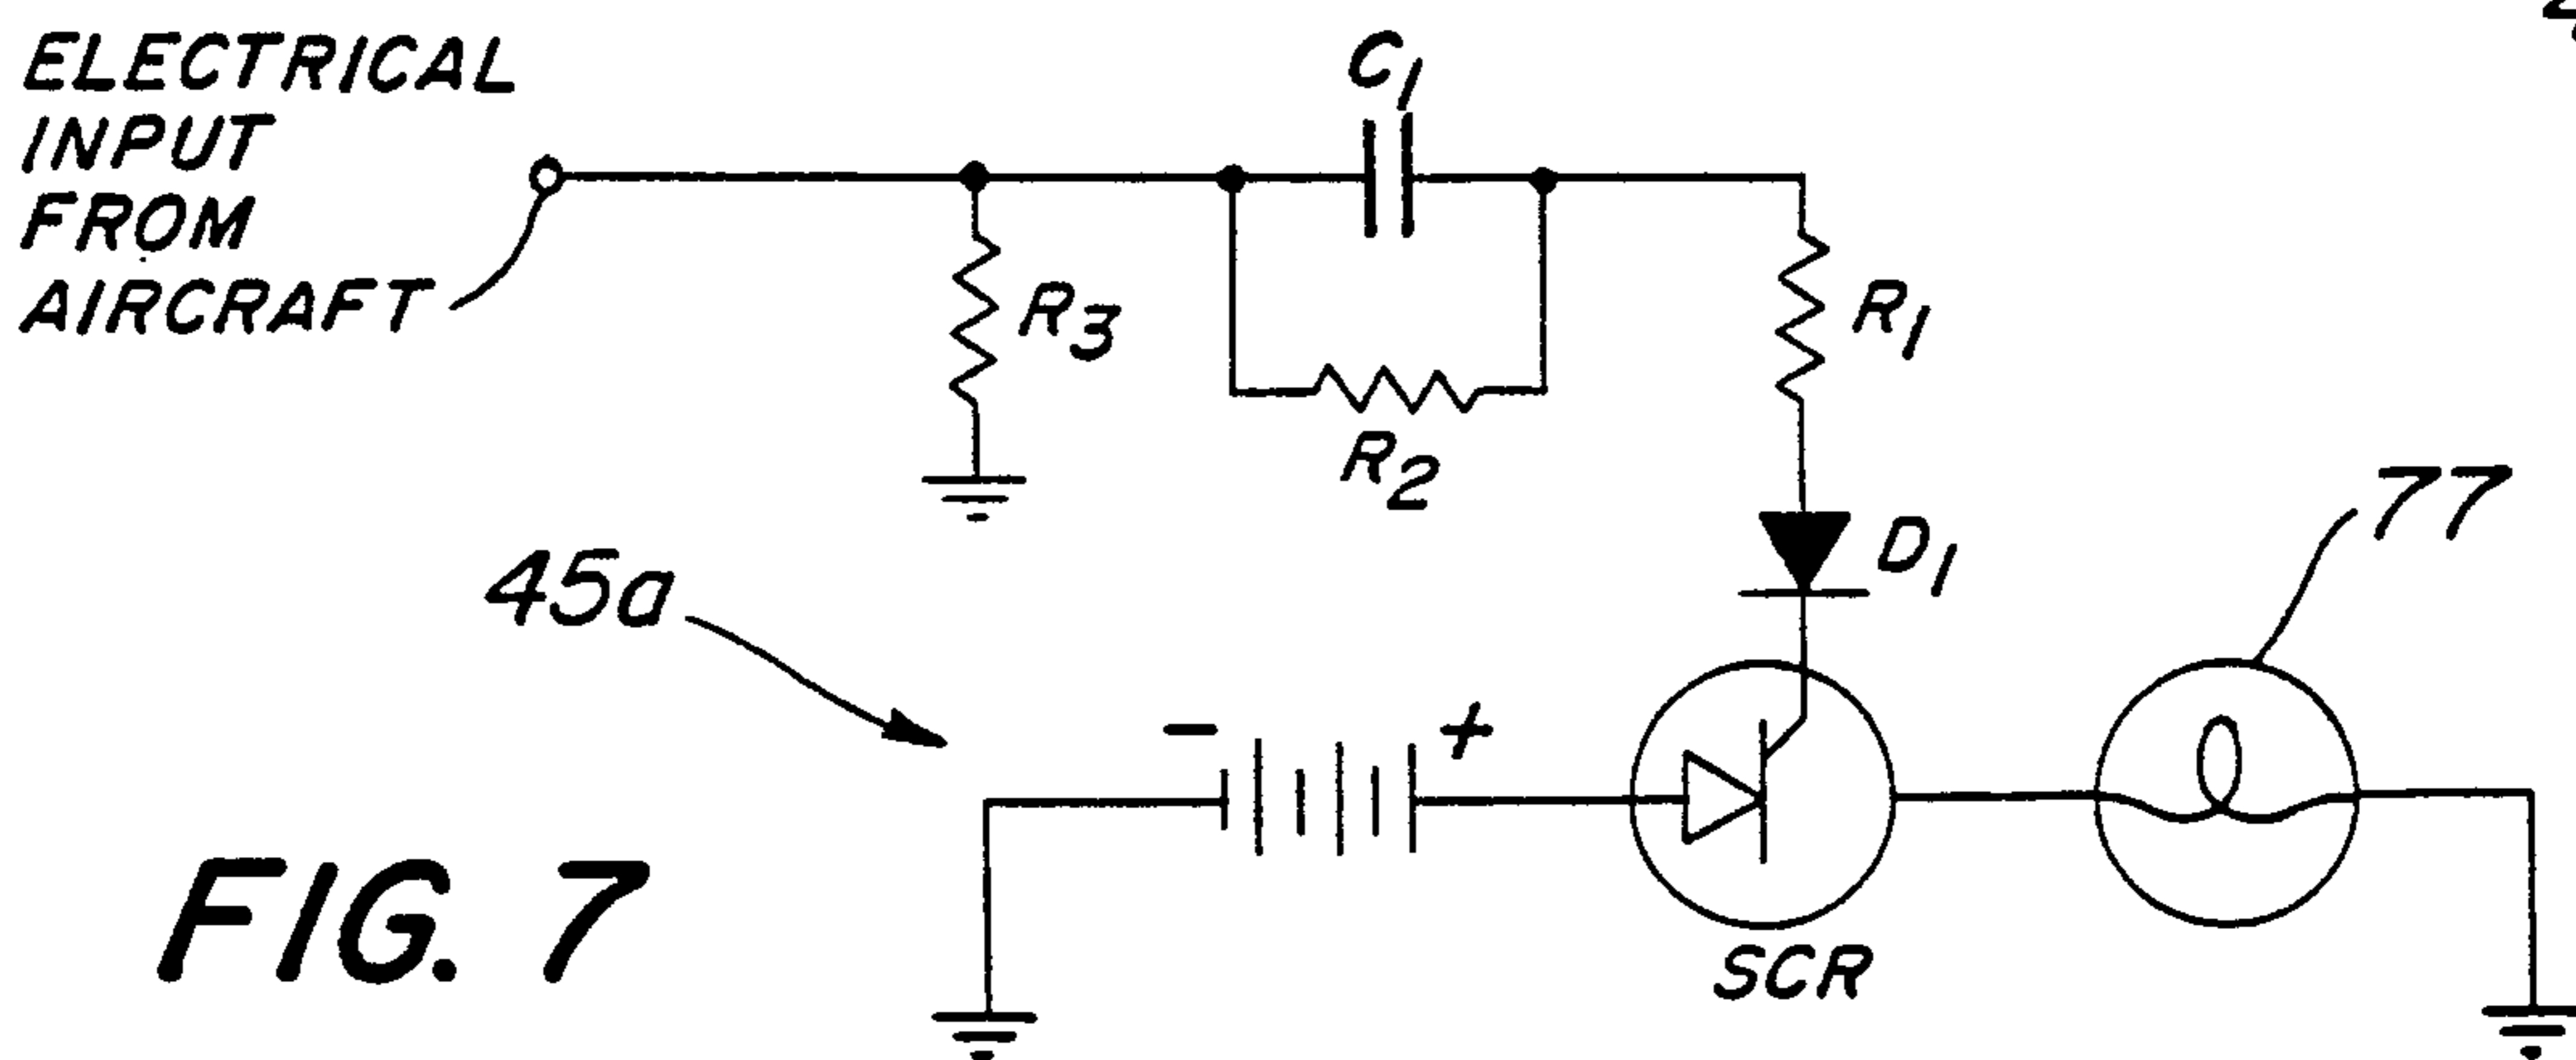 ELECTRICAL
INPUT
FROM
AIRCRAFT
C1
R3
R2
R1
D1
77
45a
- +
SCR
FIG. 7